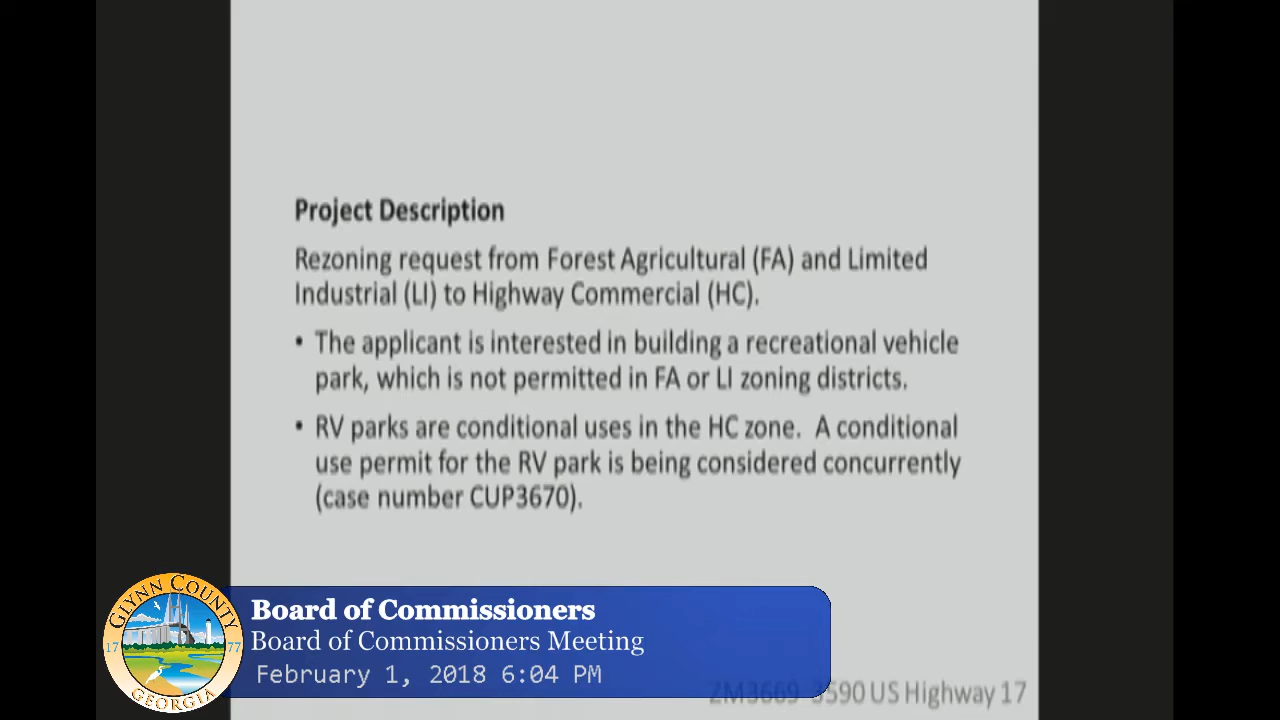 Project Description
Rezoning request from Forest Agricultural (FA) and Limited
Industrial (LI) to Highway Commercial (HC).
• The applicant is interested in building a recreational vehicle
park, which is not permitted in FA or LI zoning districts.
• RV parks are conditional uses in the HC zone.  A conditional
use permit for the RV park is being considered concurrently
(case number CUP3670).
GLYNN COUNTY
1777
GEORGIA
Board of Commissioners
Board of Commissioners Meeting
February 1, 2018 6:04 PM
ZM3669 3590 US Highway 17